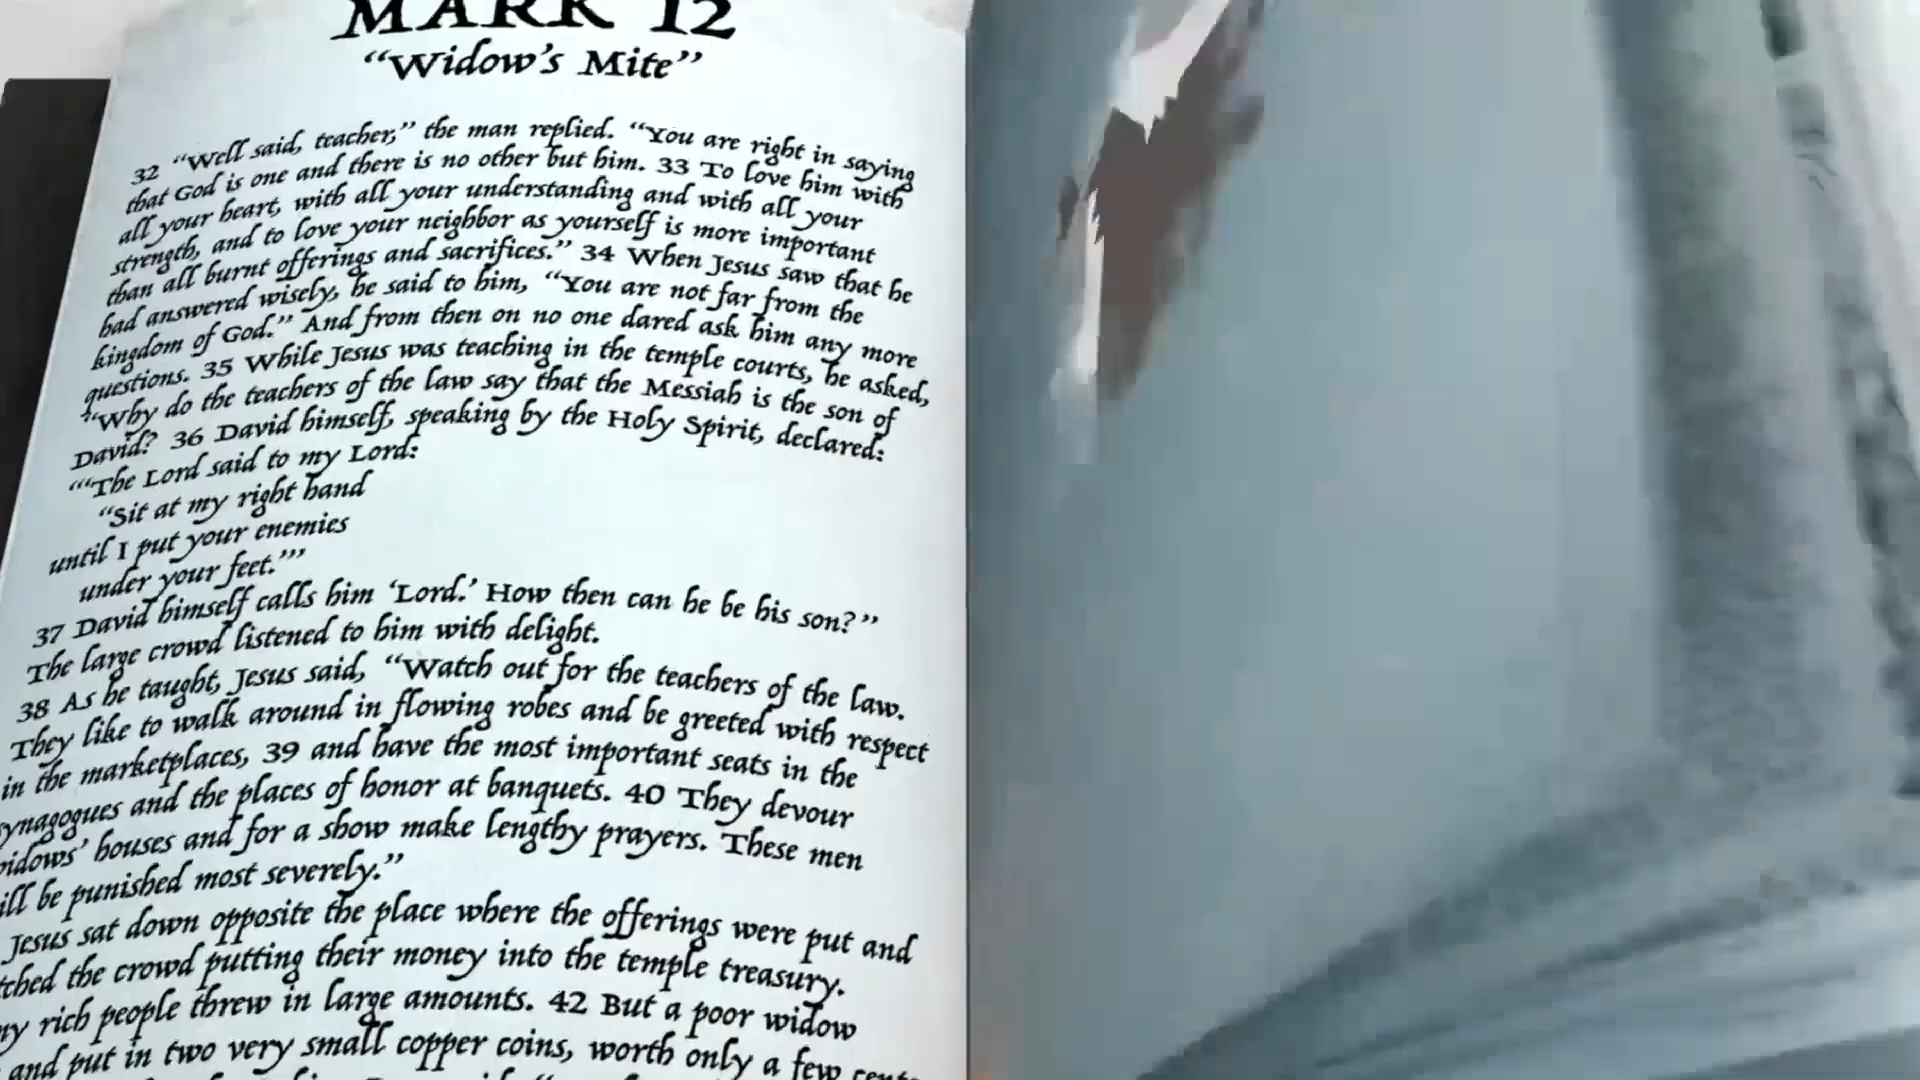 MARK 12
“Widow’s Mite”
32 “Well said, teacher,” the man replied. “You are right in saying
that God is one and there is no other but him. 33 To love him with
all your heart, with all your understanding and with all your
strength, and to love your neighbor as yourself is more important
than all burnt offerings and sacrifices.” 34 When Jesus saw that he
had answered wisely, he said to him, “You are not far from the
kingdom of God.” And from then on no one dared ask him any more
questions. 35 While Jesus was teaching in the temple courts, he asked,
“Why do the teachers of the law say that the Messiah is the son of
David? 36 David himself, speaking by the Holy Spirit, declared:
“‘The Lord said to my Lord:
“Sit at my right hand
until I put your enemies
under your feet.”’
37 David himself calls him ‘Lord.’ How then can he be his son?”
The large crowd listened to him with delight.
38 As he taught, Jesus said, “Watch out for the teachers of the law.
They like to walk around in flowing robes and be greeted with respect
in the marketplaces, 39 and have the most important seats in the
synagogues and the places of honor at banquets. 40 They devour
widows’ houses and for a show make lengthy prayers. These men
will be punished most severely.”
Jesus sat down opposite the place where the offerings were put and
the crowd putting their money into the temple treasury.
rich people threw in large amounts. 42 But a poor widow
and put in two very small copper coins, worth only a few